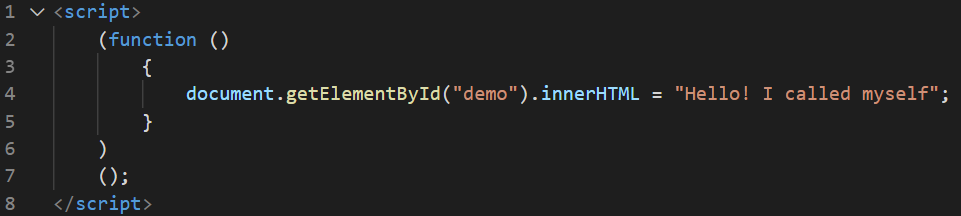 1 <script>
2 (function ()
3 {
4 document.getElementById("demo").innerHTML = "Hello! I called myself";
5 }
6 )
7 ();
8 </script>